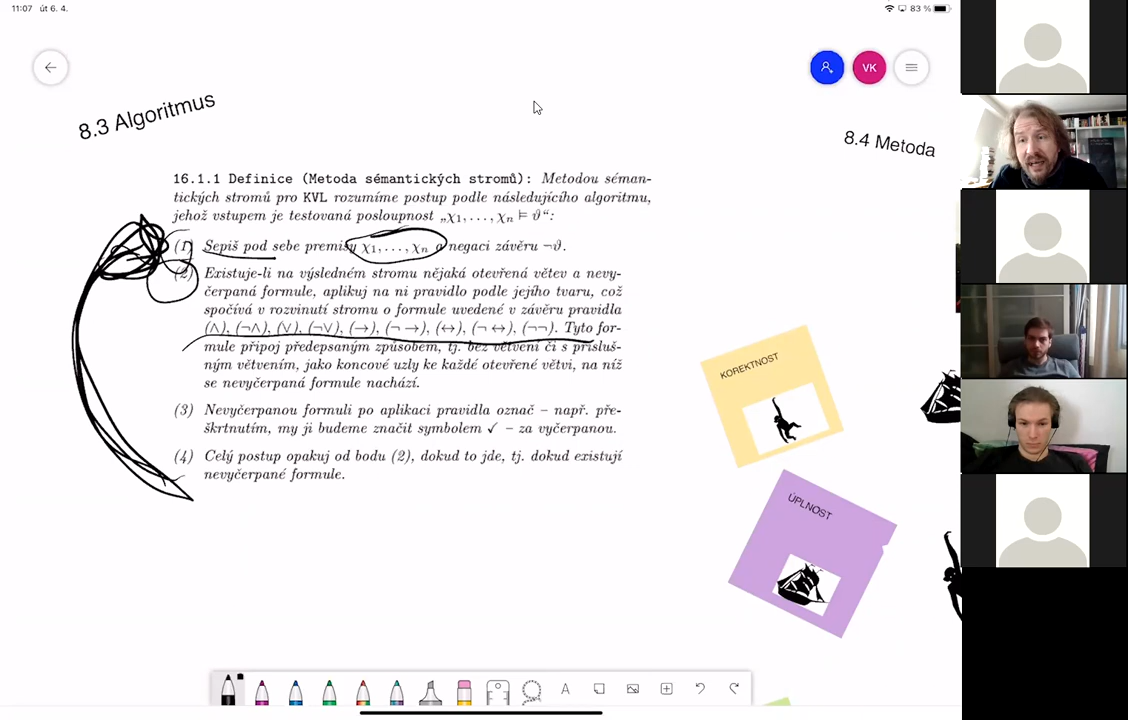 11:07 út 6. 4.
83 %
VK
8.3 Algoritmus
8.4 Metoda
16.1.1 Definice (Metoda sémantických stromů): Metodou séman-
tických stromů pro KVL rozumíme postup podle následujícího algoritmu,
jehož vstupem je testovaná posloupnost „χ1, . . . , χn ⊨ ϑ“:
(1) Sepiš pod sebe premisy χ1, . . . , χn a negaci závěru ¬ϑ.
(2) Existuje-li na výsledném stromu nějaká otevřená větev a nevy-
čerpaná formule, aplikuj na ni pravidlo podle jejího tvaru, což
spočívá v rozvinutí stromu o formule uvedené v závěru pravidla
(∧), (¬∧), (∨), (¬∨), (→), (¬ →), (↔), (¬ ↔), (¬¬). Tyto for-
mule připoj předepsaným způsobem, tj. bez větvení či s přísluš-
ným větvením, jako koncové uzly ke každé otevřené větvi, na níž
se nevyčerpaná formule nachází.
(3) Nevyčerpanou formuli po aplikaci pravidla označ – např. pře-
škrtnutím, my ji budeme značit symbolem ✓ – za vyčerpanou.
(4) Celý postup opakuj od bodu (2), dokud to jde, tj. dokud existují
nevyčerpané formule.
KOREKTNOST
ÚPLNOST
A